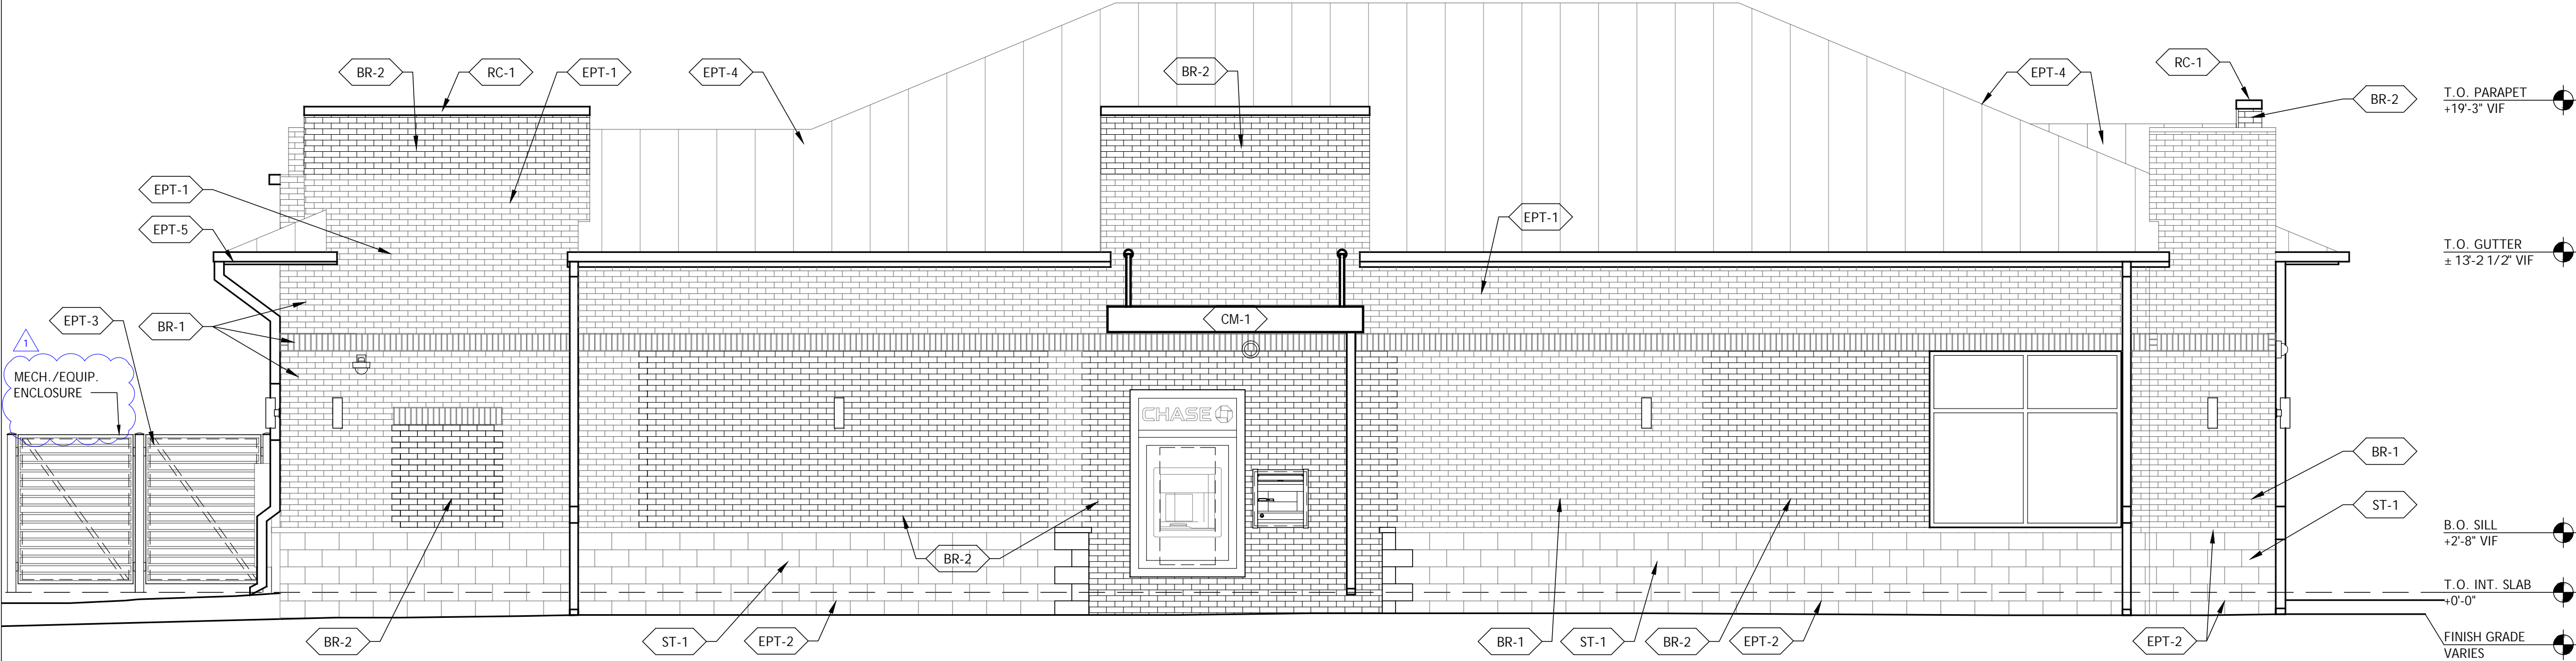 BR-2
RC-1
EPT-1
EPT-4
BR-2
EPT-4
RC-1
BR-2
T.O. PARAPET
+19'-3" VIF
EPT-1
EPT-1
EPT-5
T.O. GUTTER
± 13'-2 1/2" VIF
EPT-3
BR-1
CM-1
1
MECH./EQUIP.
ENCLOSURE
CHASE
BR-1
ST-1
BR-2
B.O. SILL
+2'-8" VIF
T.O. INT. SLAB
+0'-0"
BR-2
ST-1
EPT-2
BR-1
ST-1
BR-2
EPT-2
EPT-2
FINISH GRADE
VARIES